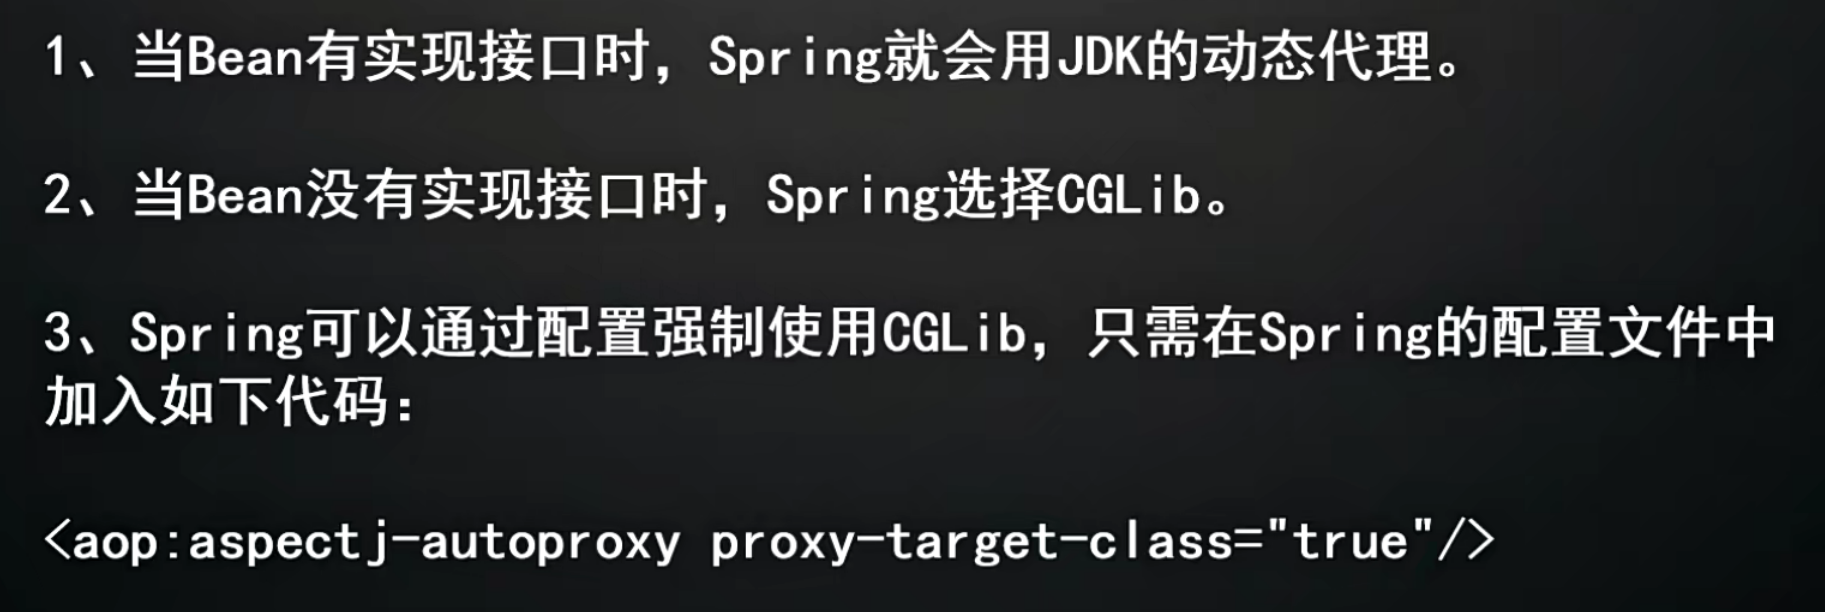 1、当Bean有实现接口时，Spring就会用JDK的动态代理。
2、当Bean没有实现接口时，Spring选择CGLib。
3、Spring可以通过配置强制使用CGLib，只需在Spring的配置文件中
加入如下代码：
<aop:aspectj-autoproxy proxy-target-class="true"/>